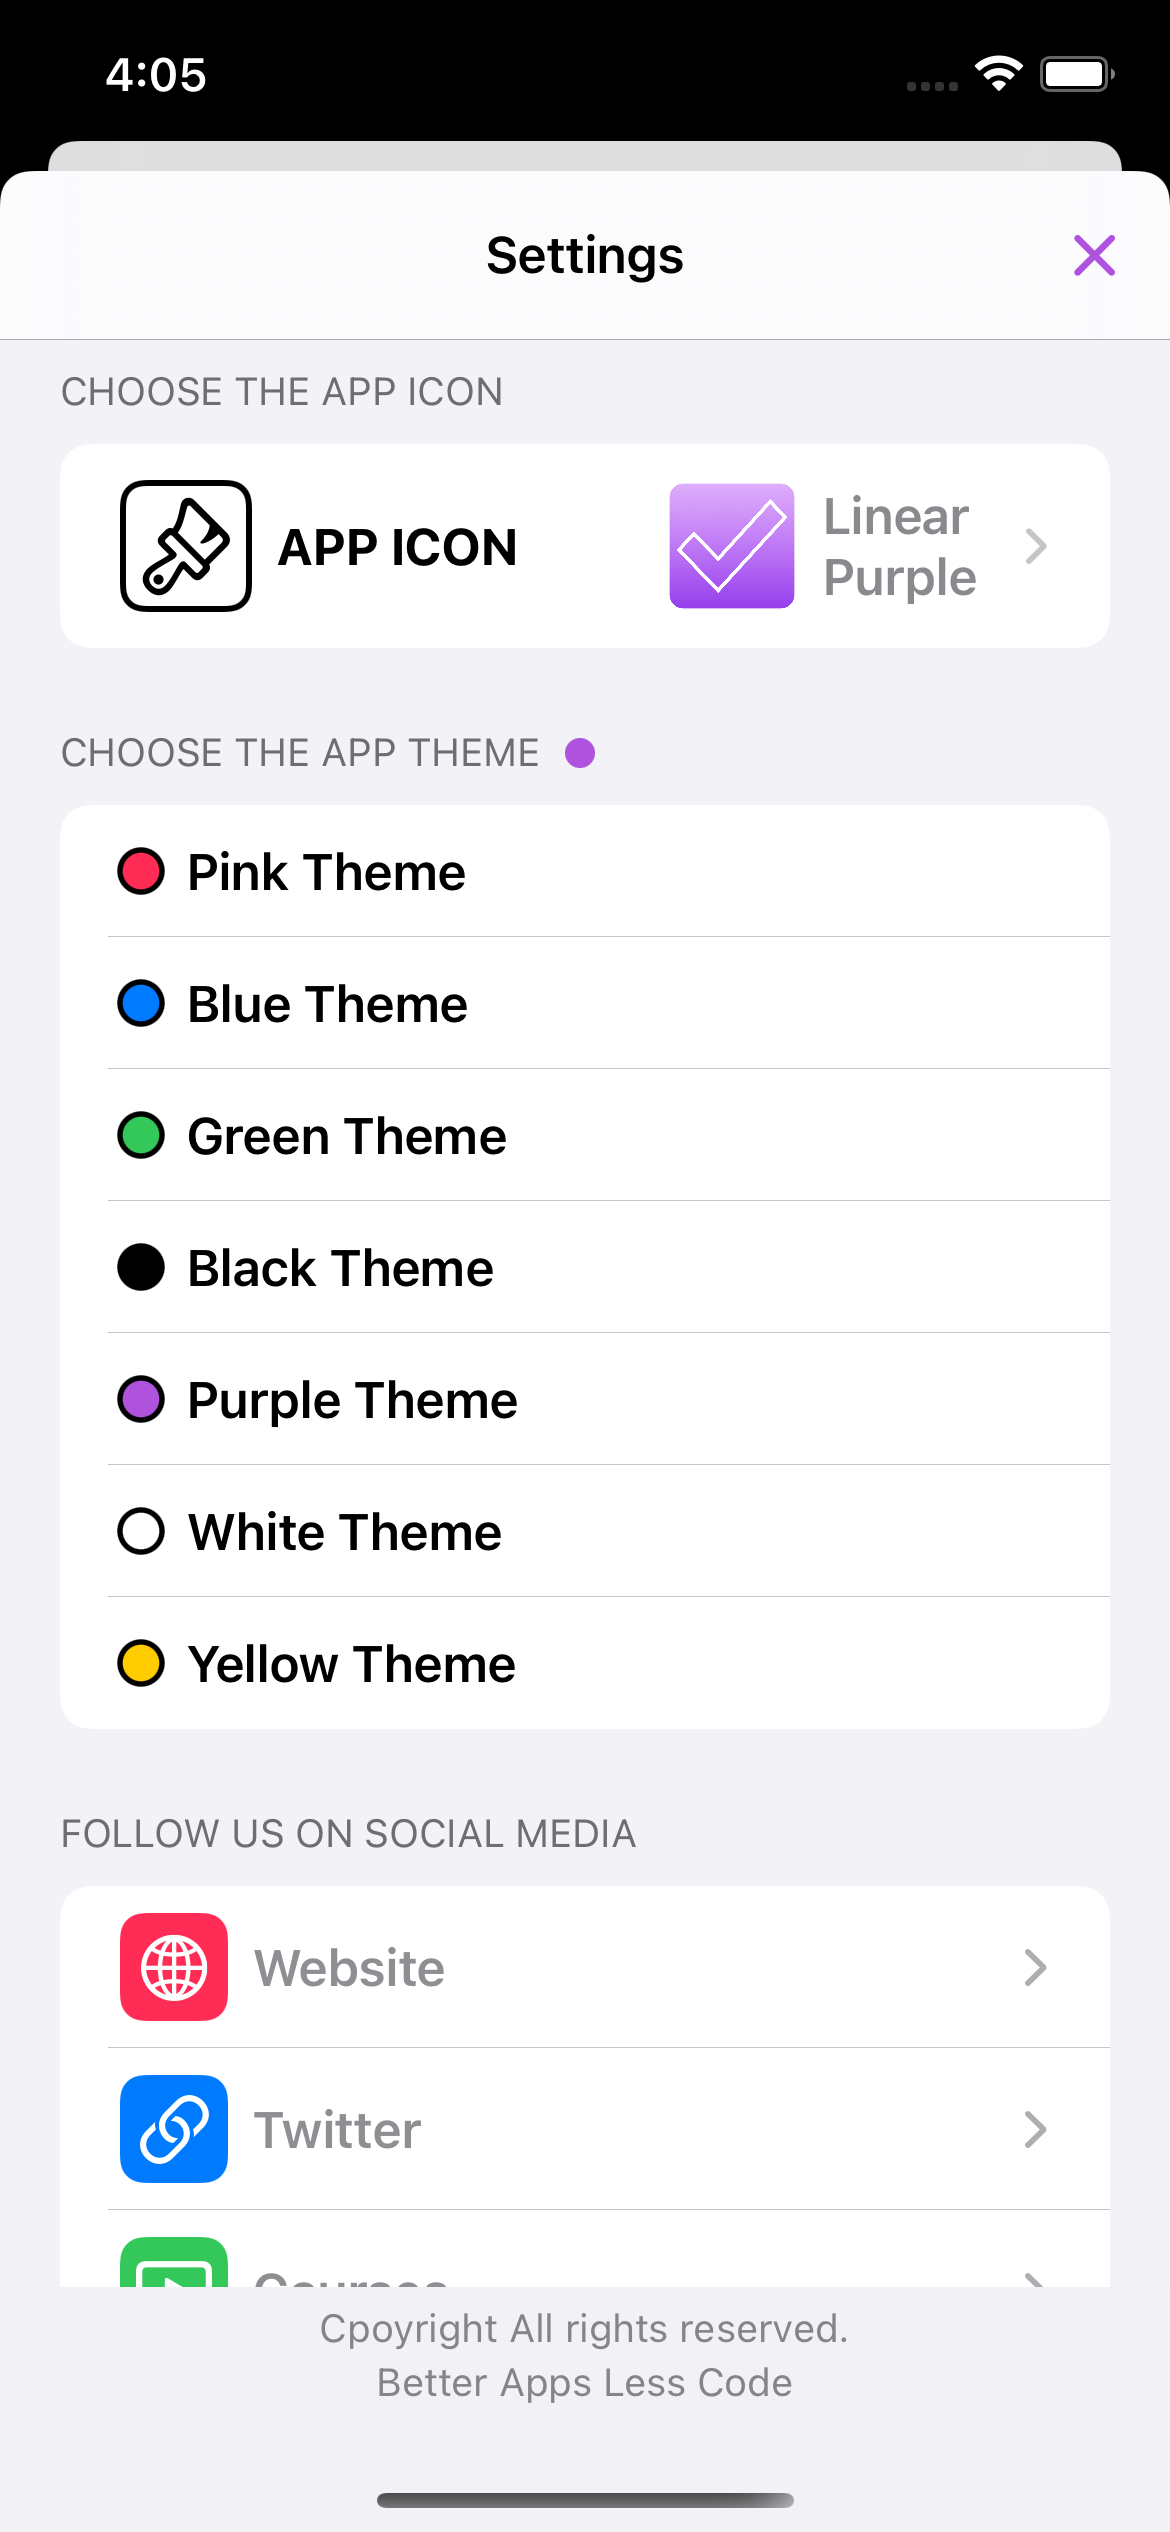 4:05
Settings
CHOOSE THE APP ICON
APP ICON
Linear
Purple
CHOOSE THE APP THEME
Pink Theme
Blue Theme
Green Theme
Black Theme
Purple Theme
White Theme
Yellow Theme
FOLLOW US ON SOCIAL MEDIA
Website
Twitter
Courses
Cpoyright All rights reserved.
Better Apps Less Code